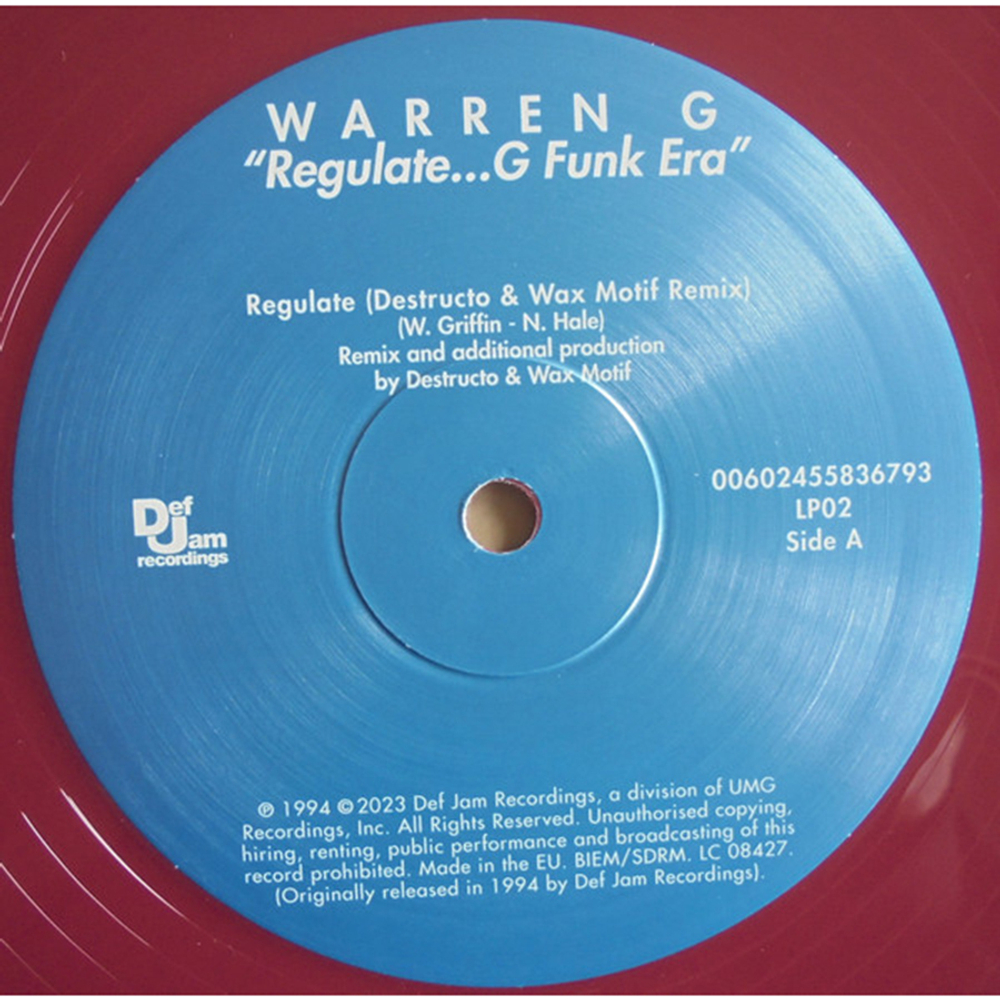 WARREN G
“Regulate...G Funk Era”
Regulate (Destructo & Wax Motif Remix)
(W. Griffin - N. Hale)
Remix and additional production
by Destructo & Wax Motif
Def
Jam
recordings
00602455836793
LP02
Side A
℗ 1994 © 2023 Def Jam Recordings, a division of UMG
Recordings, Inc. All Rights Reserved. Unauthorised copying,
hiring, renting, public performance and broadcasting of this
record prohibited. Made in the EU. BIEM/SDRM. LC 08427.
(Originally released in 1994 by Def Jam Recordings).